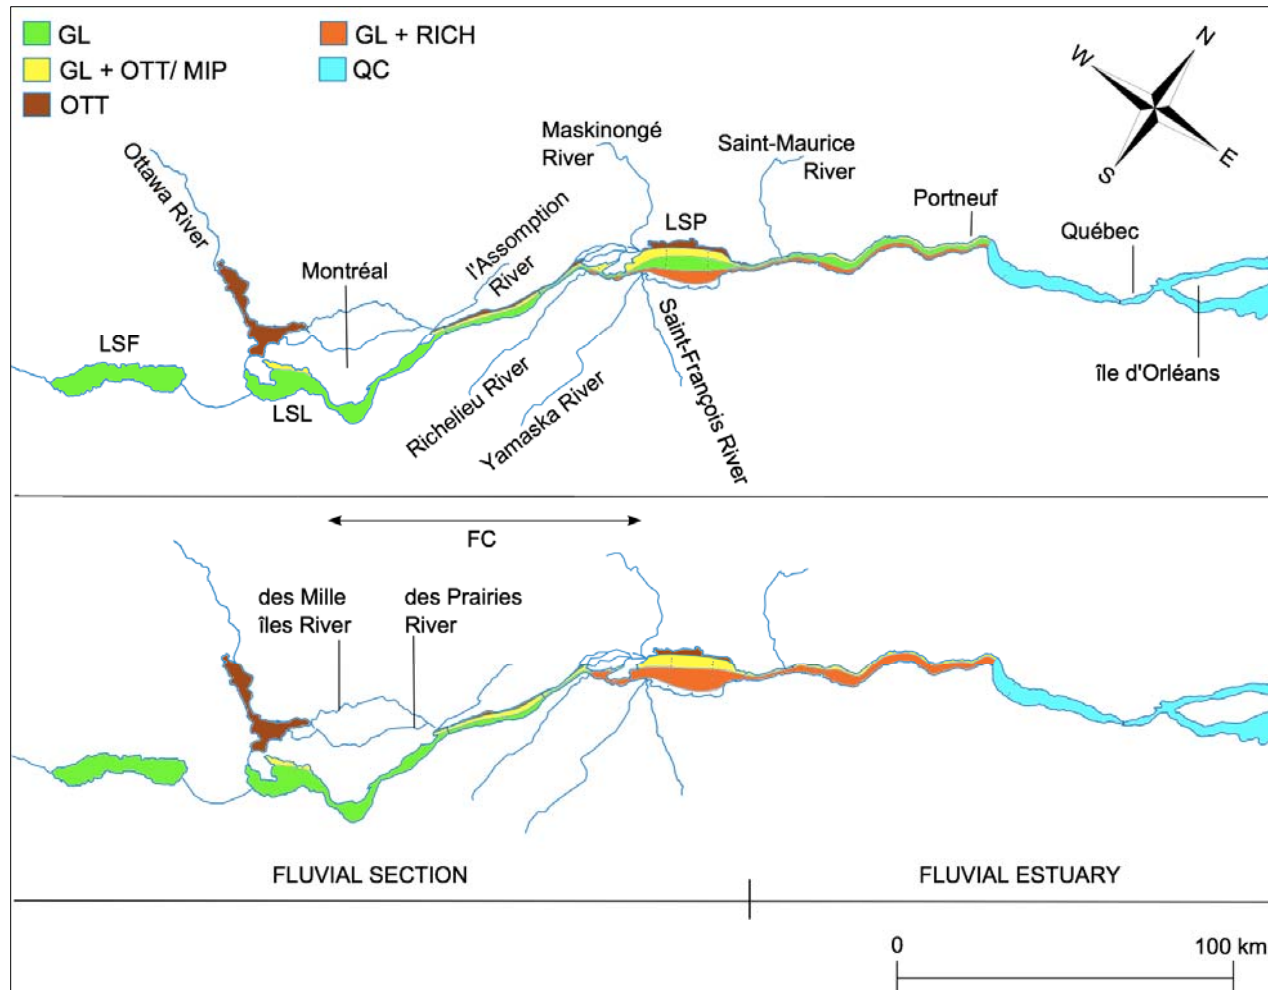 GL
GL + RICH
GL + OTT/ MIP
QC
OTT
N
W
E
S
Ottawa River
Maskinongé
River
Saint-Maurice
River
Portneuf
Québec
LSP
l'Assomption
River
Montréal
LSF
LSL
Richelieu River
Yamaska River
Saint-François River
île d'Orléans
FC
des Mille
îles River
des Prairies
River
FLUVIAL SECTION
FLUVIAL ESTUARY
0
100 km